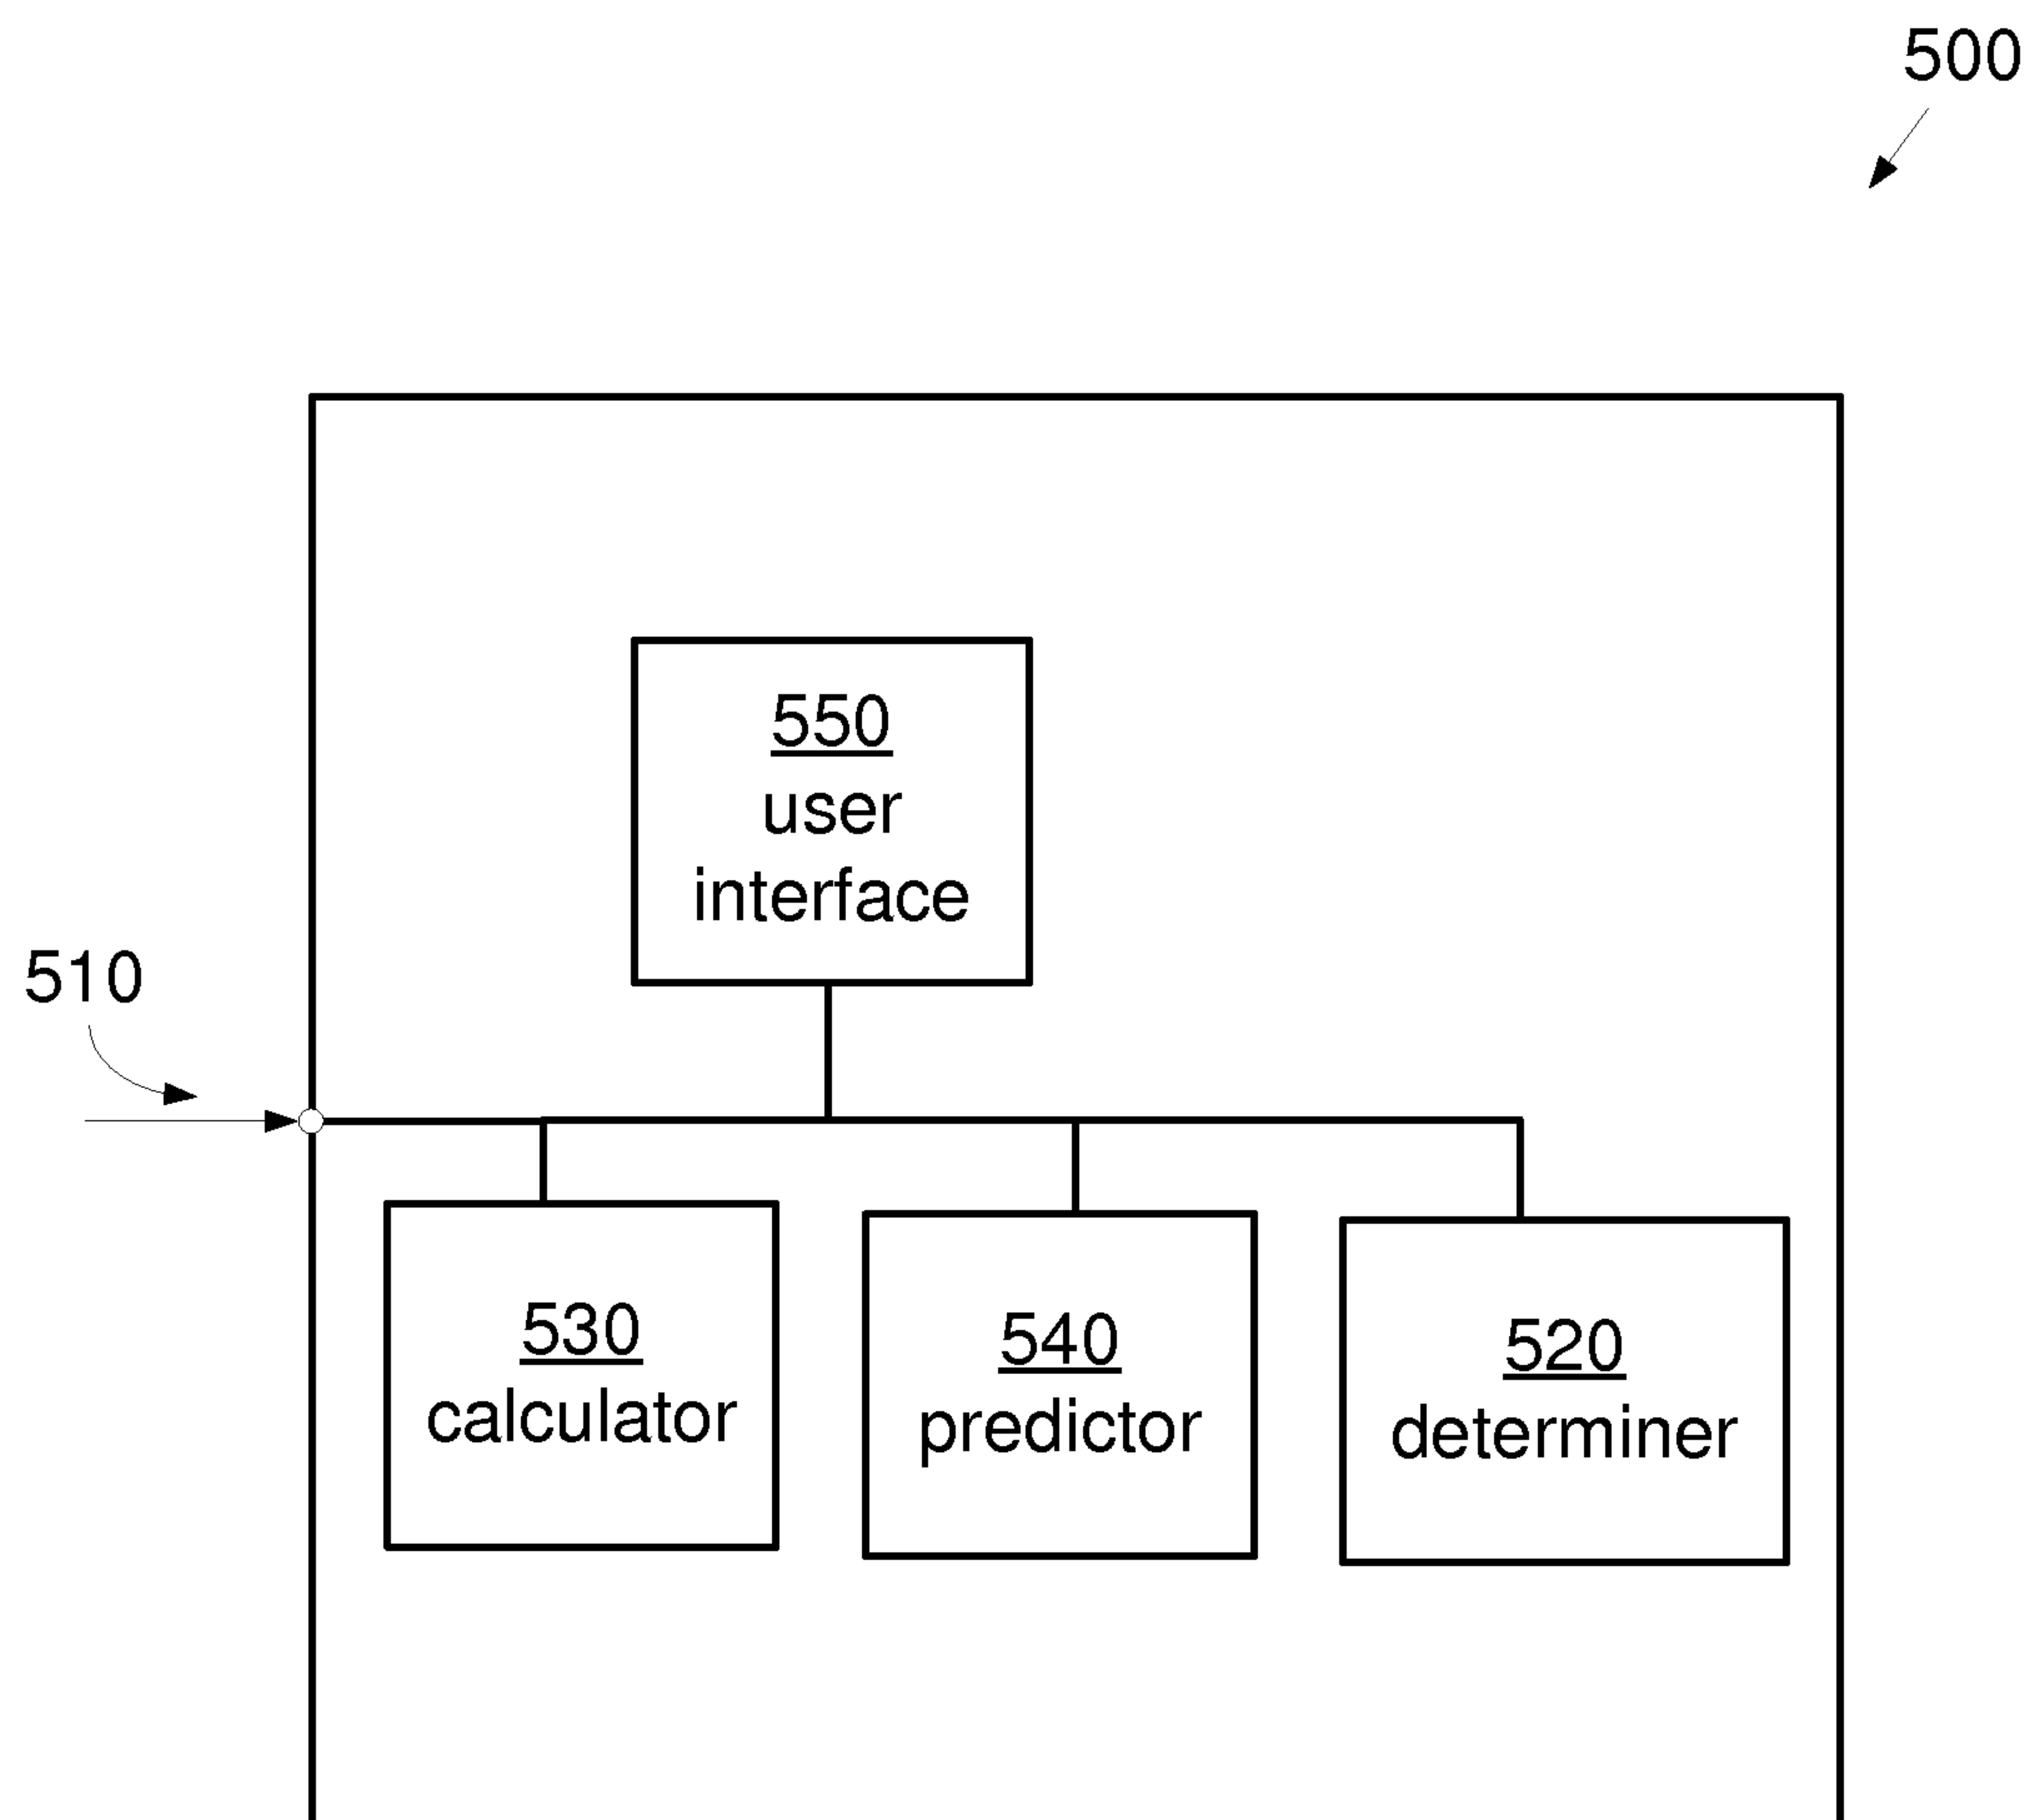 500
550
user
interface
510
530
calculator
540
predictor
520
determiner